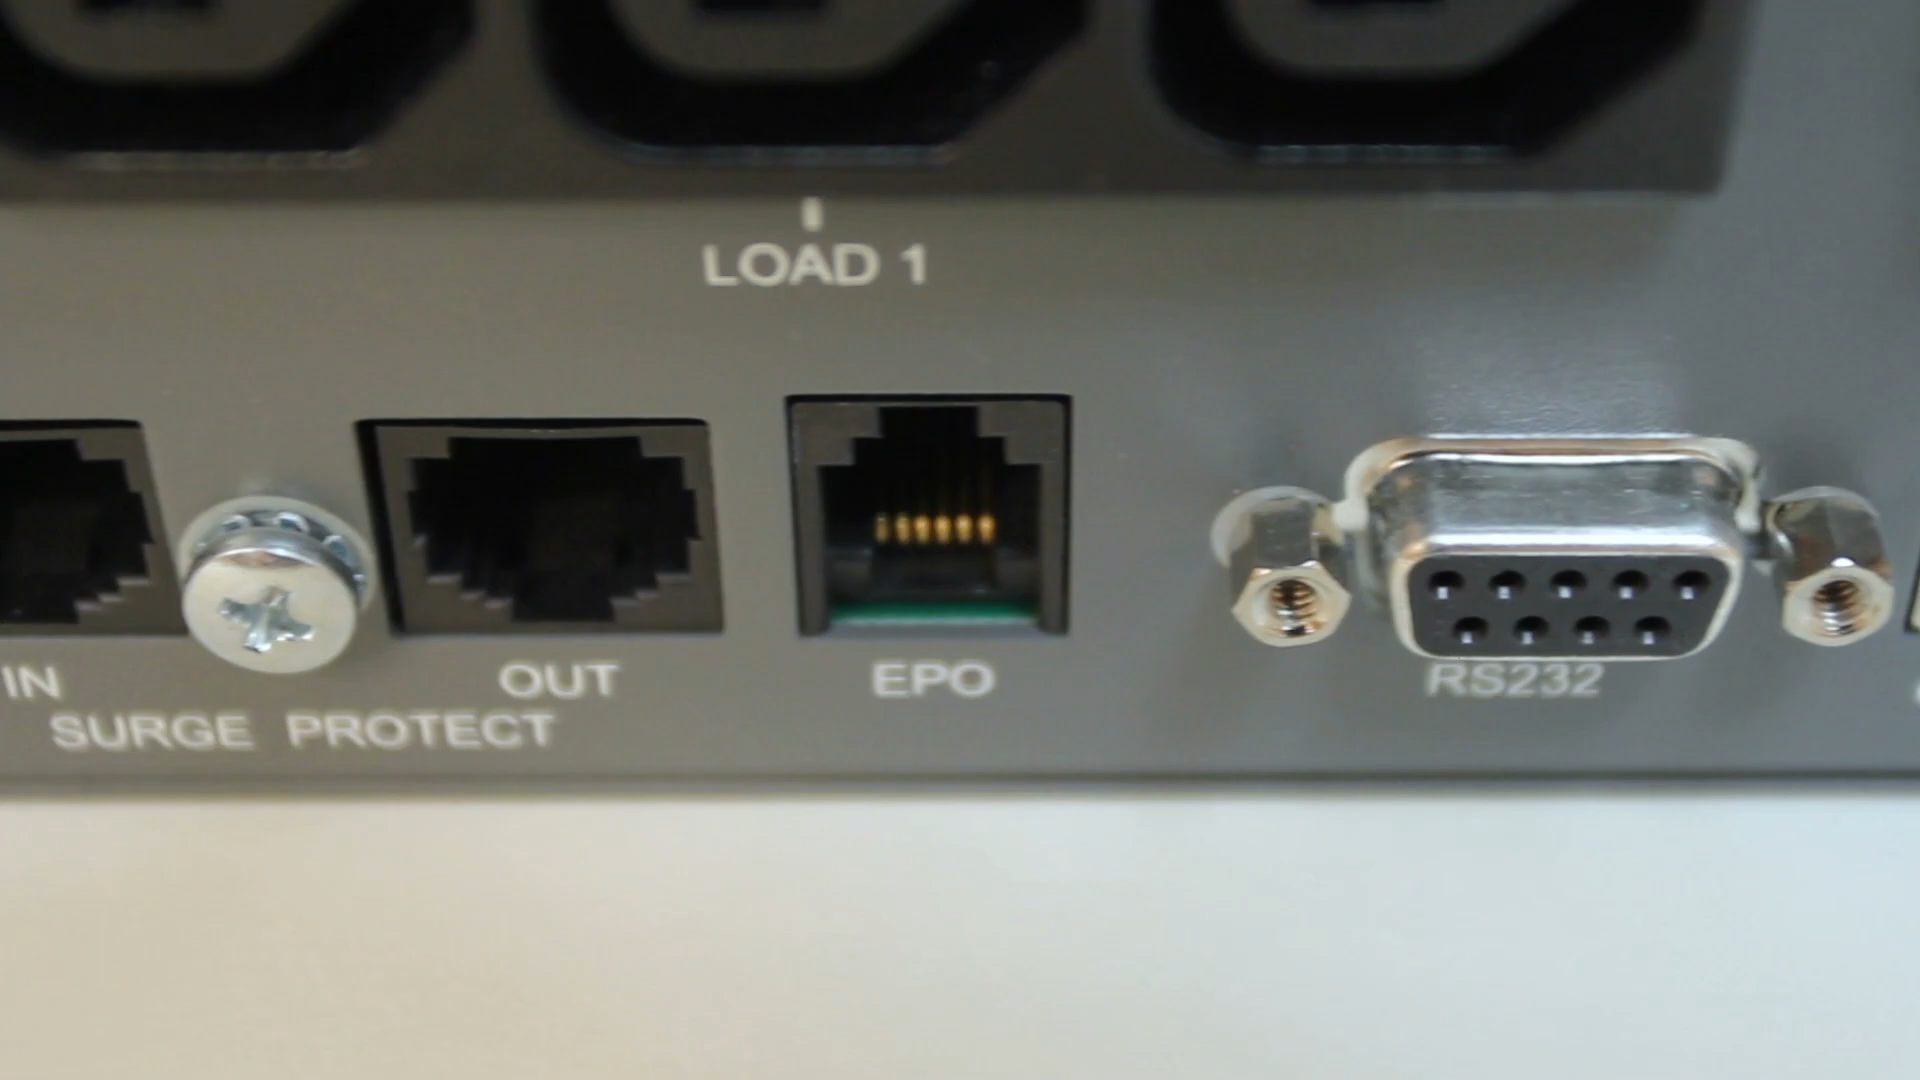 LOAD 1
IN
OUT
EPO
RS232
SURGE PROTECT